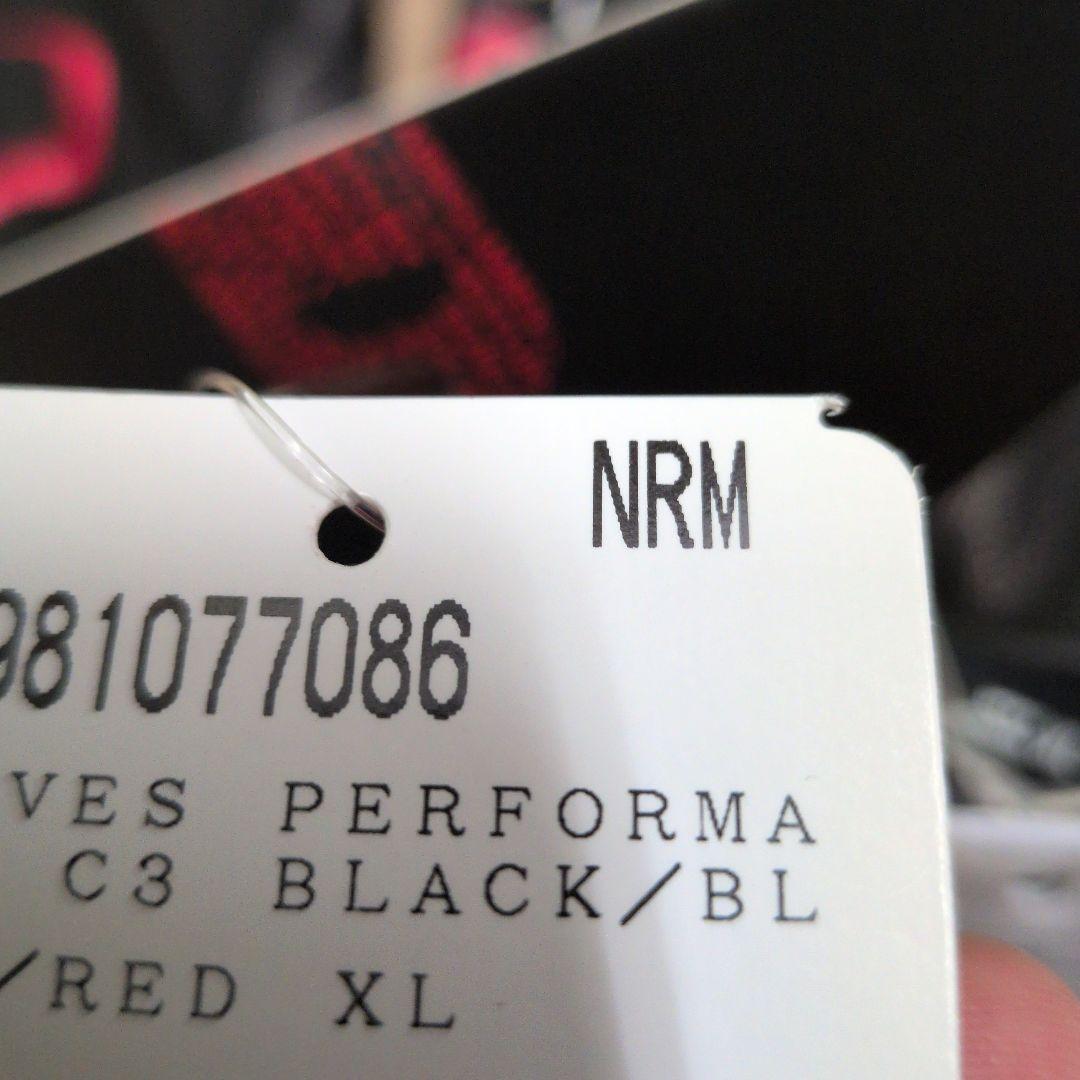 NRM
981077086
VES PERFORMA
C3 BLACK/BL
/RED XL